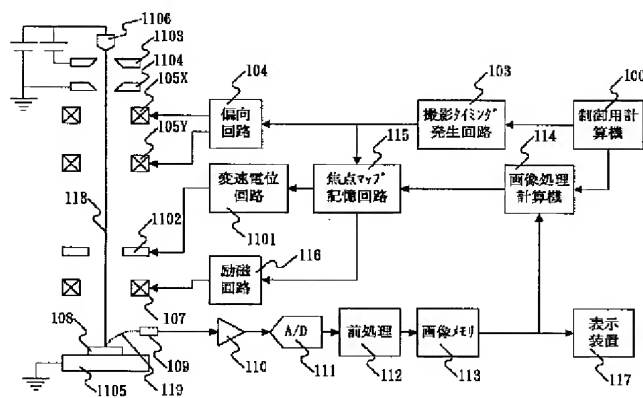 1106
1103
1104
105X
105Y
118
1102
107
108
1105
119
109
104
偏向
回路
103
撮影タイミング
発生回路
100
制御用計
算機
115
焦点マップ
記憶回路
114
画像処理
計算機
変速電位
回路
1101
励磁
回路
116
110
A/D
111
前処理
112
画像メモリ
113
表示
装置
117